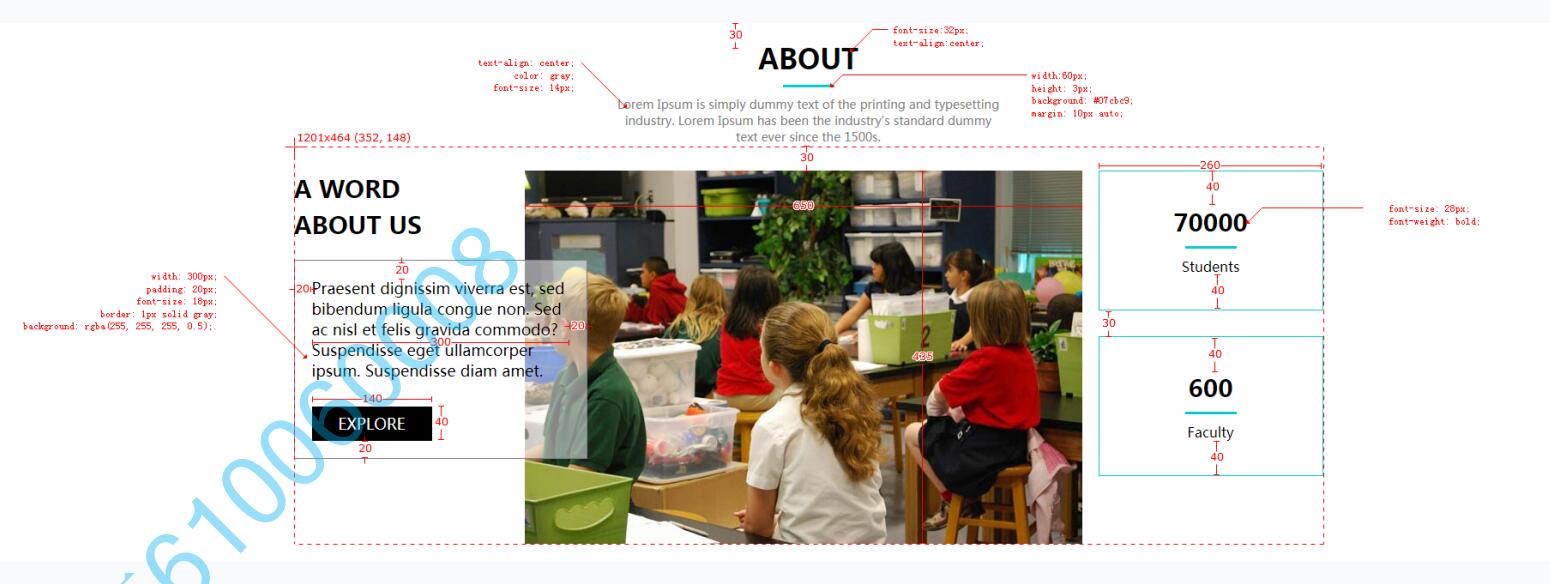 30
font-size:32px;
text-align:center;
ABOUT
text-align: center;
color: gray;
font-size: 14px;
width:60px;
height: 3px;
background: #07cbc9;
margin: 10px auto;
Lorem Ipsum is simply dummy text of the printing and typesetting
industry. Lorem Ipsum has been the industry's standard dummy
text ever since the 1500s.
1201x464 (352, 148)
30
A WORD
ABOUT US
650
435
260
40
70000
font-size: 28px;
font-weight: bold;
Students
40
30
width: 300px;
padding: 20px;
font-size: 18px;
border: 1px solid gray;
background: rgba(255, 255, 255, 0.5);
20
20
Praesent dignissim viverra est, sed
bibendum ligula congue non. Sed
ac nisl et felis gravida commodo?
20
300
Suspendisse eget ullamcorper
ipsum. Suspendisse diam amet.
140
EXPLORE
40
20
40
600
Faculty
40